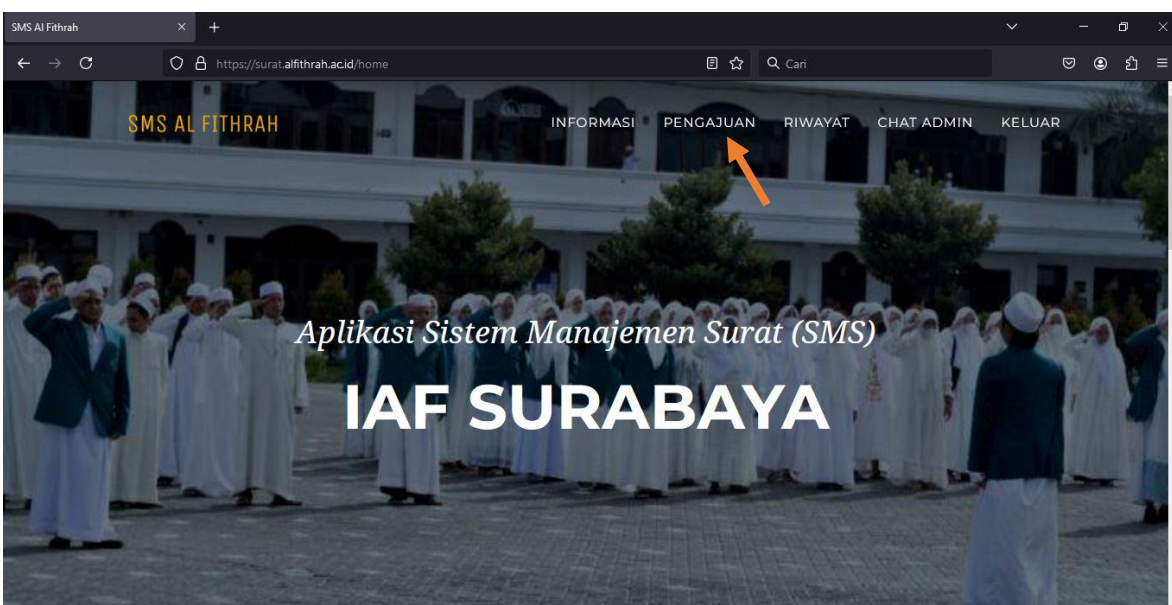 SMS Al Fithrah
https://surat.alfithrah.ac.id/home
Cari
SMS AL FITHRAH
INFORMASI PENGAJUAN RIWAYAT CHAT ADMIN KELUAR
Aplikasi Sistem Manajemen Surat (SMS)
IAF SURABAYA